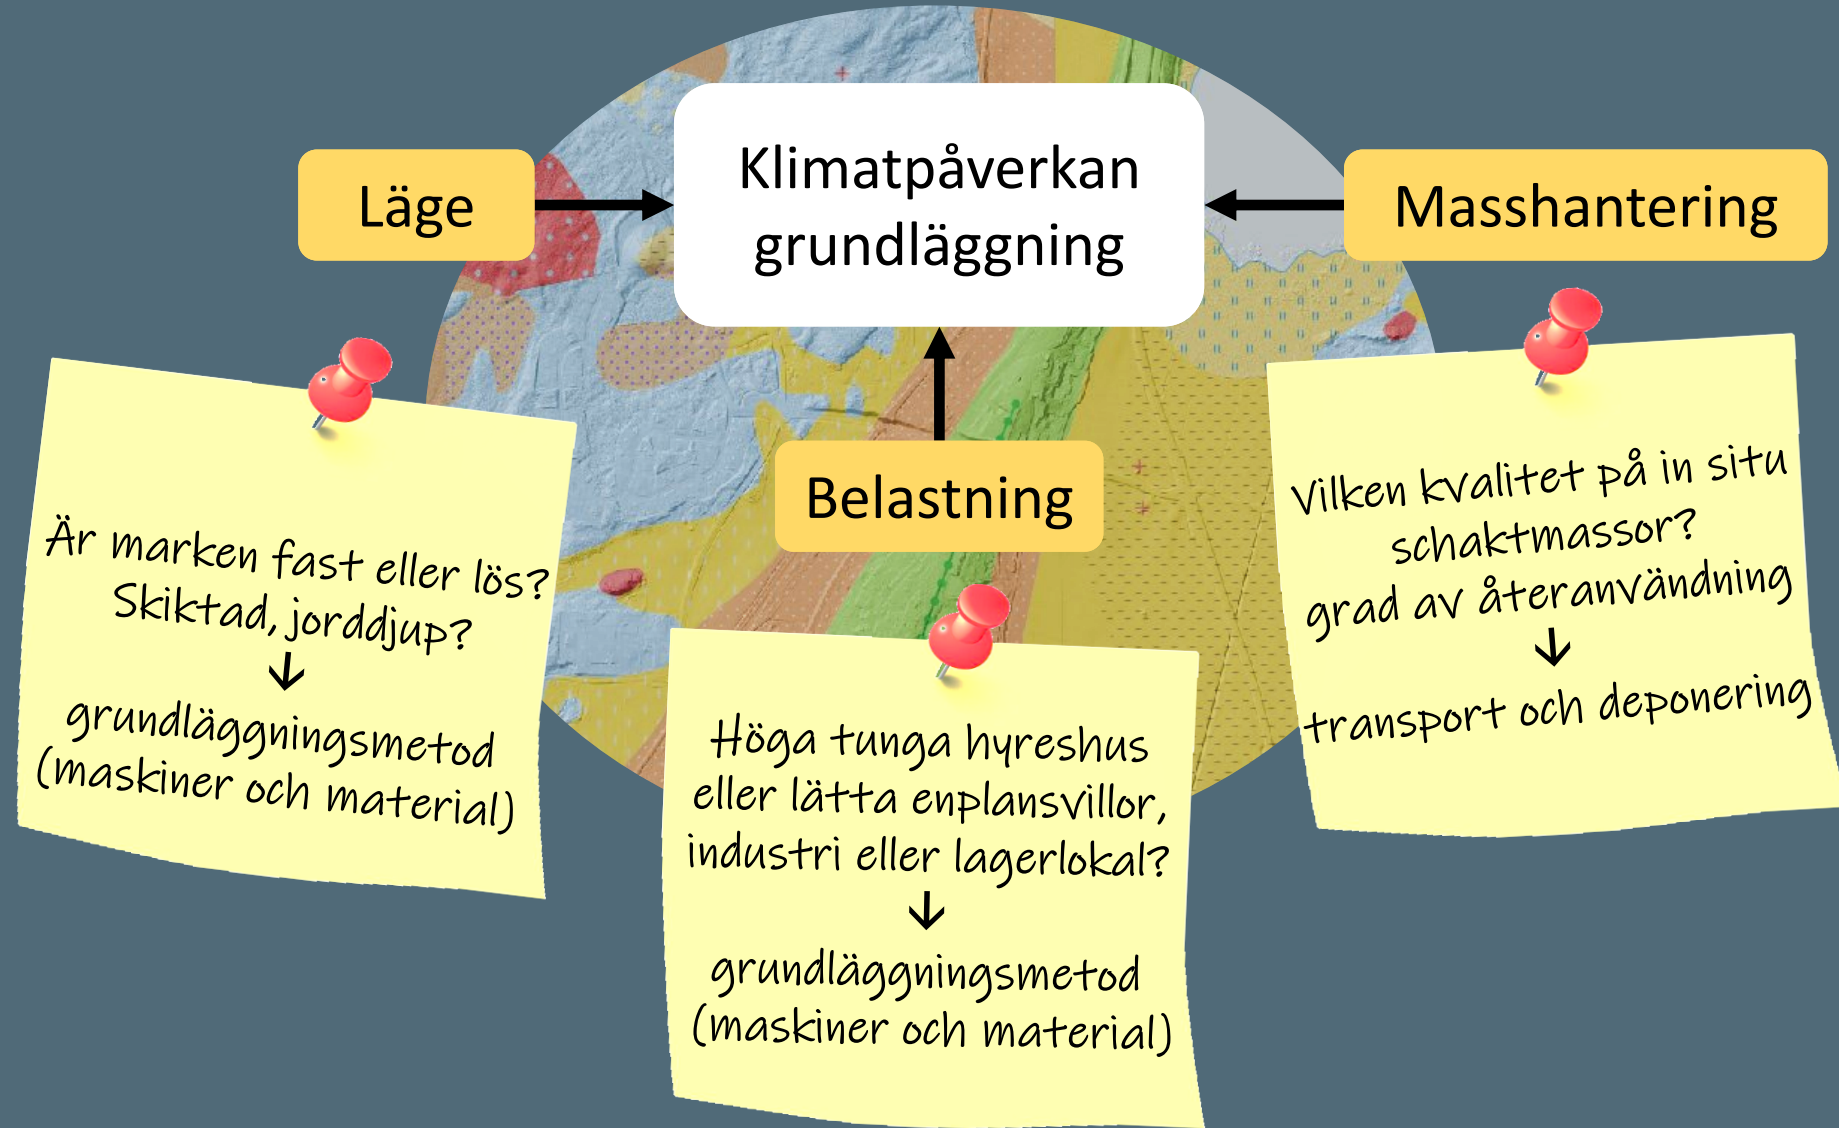 Klimatpåverkan
grundläggning
Läge
Masshantering
Belastning
Är marken fast eller lös?
Skiktad, jorddjup?
↓
grundläggningsmetod
(maskiner och material)
Höga tunga hyreshus
eller lätta enplansvillor,
industri eller lagerlokal?
↓
grundläggningsmetod
(maskiner och material)
Vilken kvalitet på in situ
schaktmassor?
grad av återanvändning
↓
transport och deponering